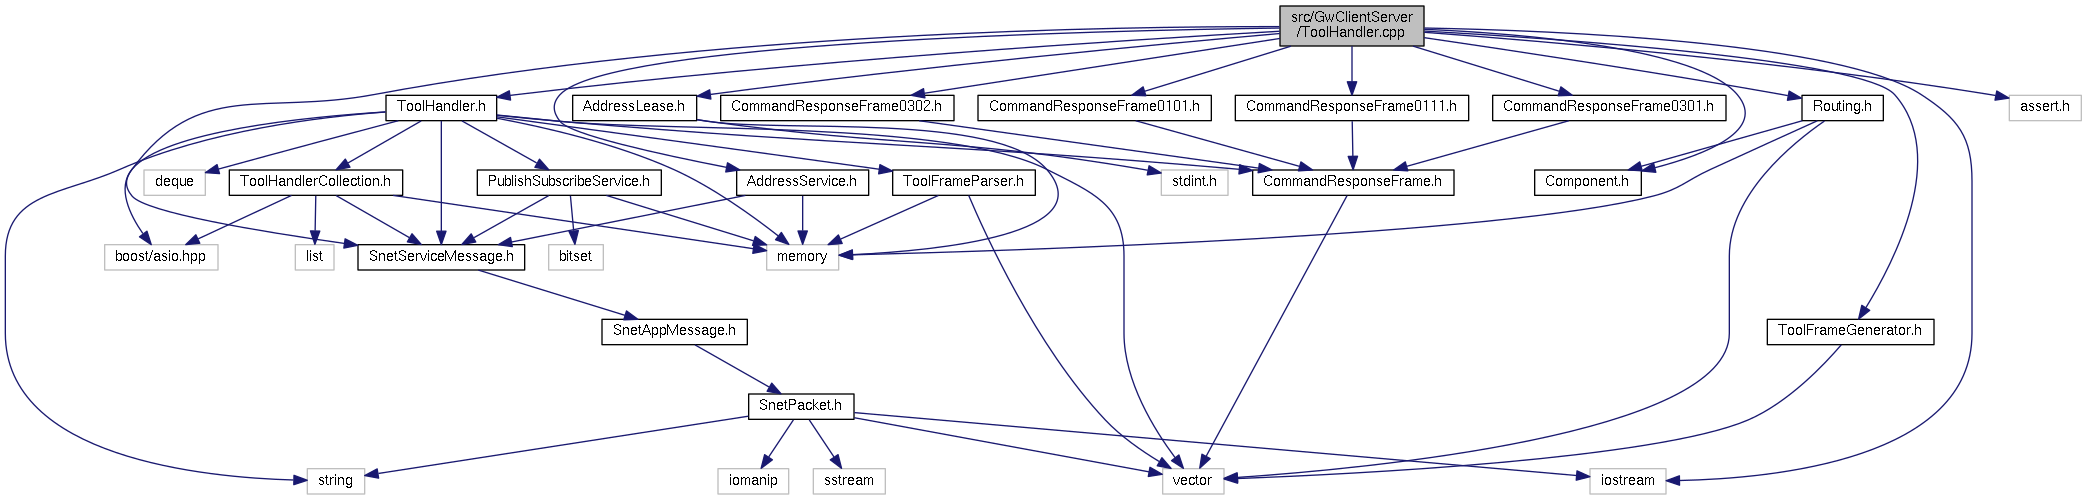 src/GwClientServer
/ToolHandler.cpp
ToolHandler.h
AddressLease.h
CommandResponseFrame0302.h
CommandResponseFrame0101.h
CommandResponseFrame0111.h
CommandResponseFrame0301.h
Routing.h
assert.h
deque
ToolHandlerCollection.h
PublishSubscribeService.h
AddressService.h
ToolFrameParser.h
stdint.h
CommandResponseFrame.h
Component.h
boost/asio.hpp
list
SnetServiceMessage.h
bitset
memory
SnetAppMessage.h
ToolFrameGenerator.h
SnetPacket.h
string
iomanip
sstream
vector
iostream